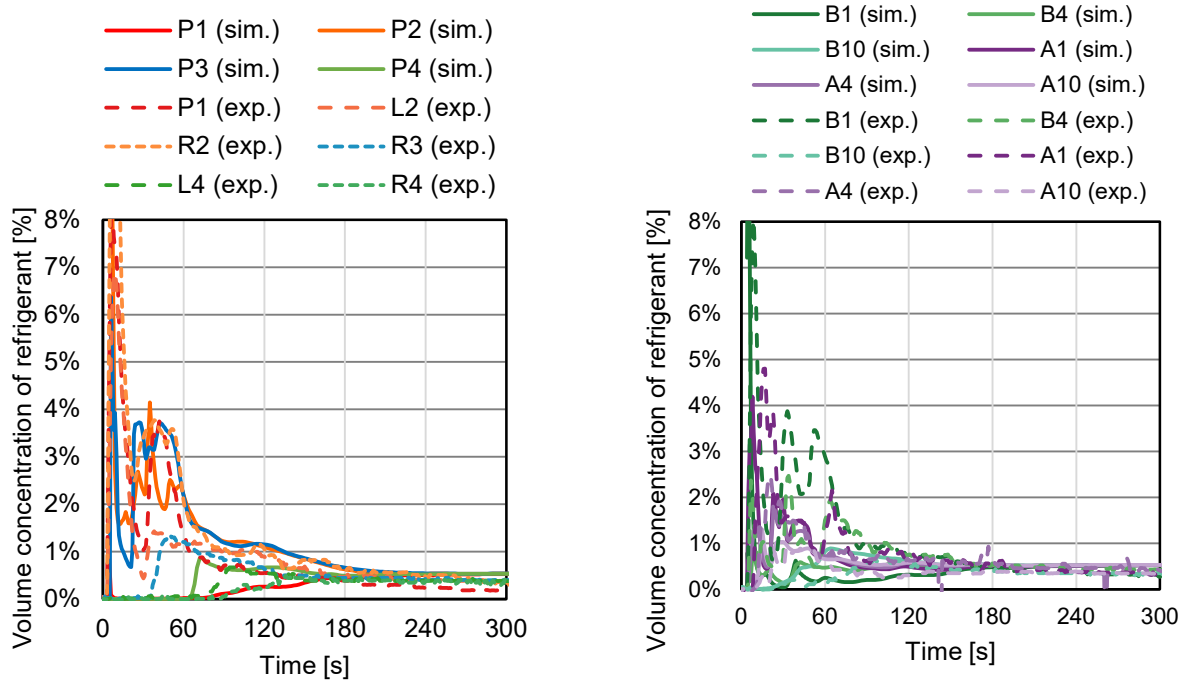 P1 (sim.) P2 (sim.)
P3 (sim.) P4 (sim.)
P1 (exp.) L2 (exp.)
R2 (exp.) R3 (exp.)
L4 (exp.) R4 (exp.)
Volume concentration of refrigerant [%]
8%
7%
6%
5%
4%
3%
2%
1%
0%
0 60 120 180 240 300
Time [s]
B1 (sim.) B4 (sim.)
B10 (sim.) A1 (sim.)
A4 (sim.) A10 (sim.)
B1 (exp.) B4 (exp.)
B10 (exp.) A1 (exp.)
A4 (exp.) A10 (exp.)
Volume concentration of refrigerant [%]
8%
7%
6%
5%
4%
3%
2%
1%
0%
0 60 120 180 240 300
Time [s]